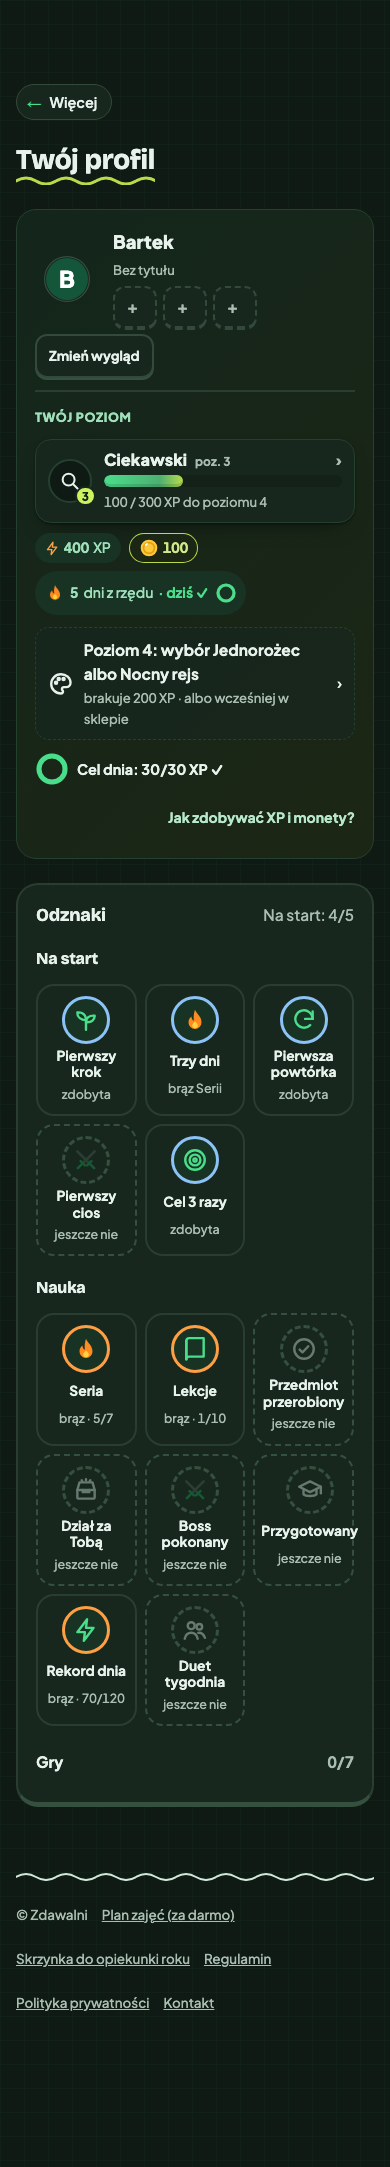 ← Więcej
Twój profil
B
Bartek
Bez tytułu
+ + +
Zmień wygląd
TWÓJ POZIOM
Ciekawski poz. 3 ›
3
100 / 300 XP do poziomu 4
400 XP 100
5 dni z rzędu · dziś ✓
Poziom 4: wybór Jednorożec
albo Nocny rejs
brakuje 200 XP · albo wcześniej w
sklepie
›
Cel dnia: 30/30 XP ✓
Jak zdobywać XP i monety?
Odznaki Na start: 4/5
Na start
Pierwszy
krok
zdobyta
Trzy dni
brąz Serii
Pierwsza
powtórka
zdobyta
Pierwszy
cios
jeszcze nie
Cel 3 razy
zdobyta
Nauka
Seria
brąz · 5/7
Lekcje
brąz · 1/10
Przedmiot
przerobiony
jeszcze nie
Dział za
Tobą
jeszcze nie
Boss
pokonany
jeszcze nie
Przygotowany
jeszcze nie
Rekord dnia
brąz · 70/120
Duet
tygodnia
jeszcze nie
Gry 0/7
© Zdawalni Plan zajęć (za darmo)
Skrzynka do opiekunki roku Regulamin
Polityka prywatności Kontakt